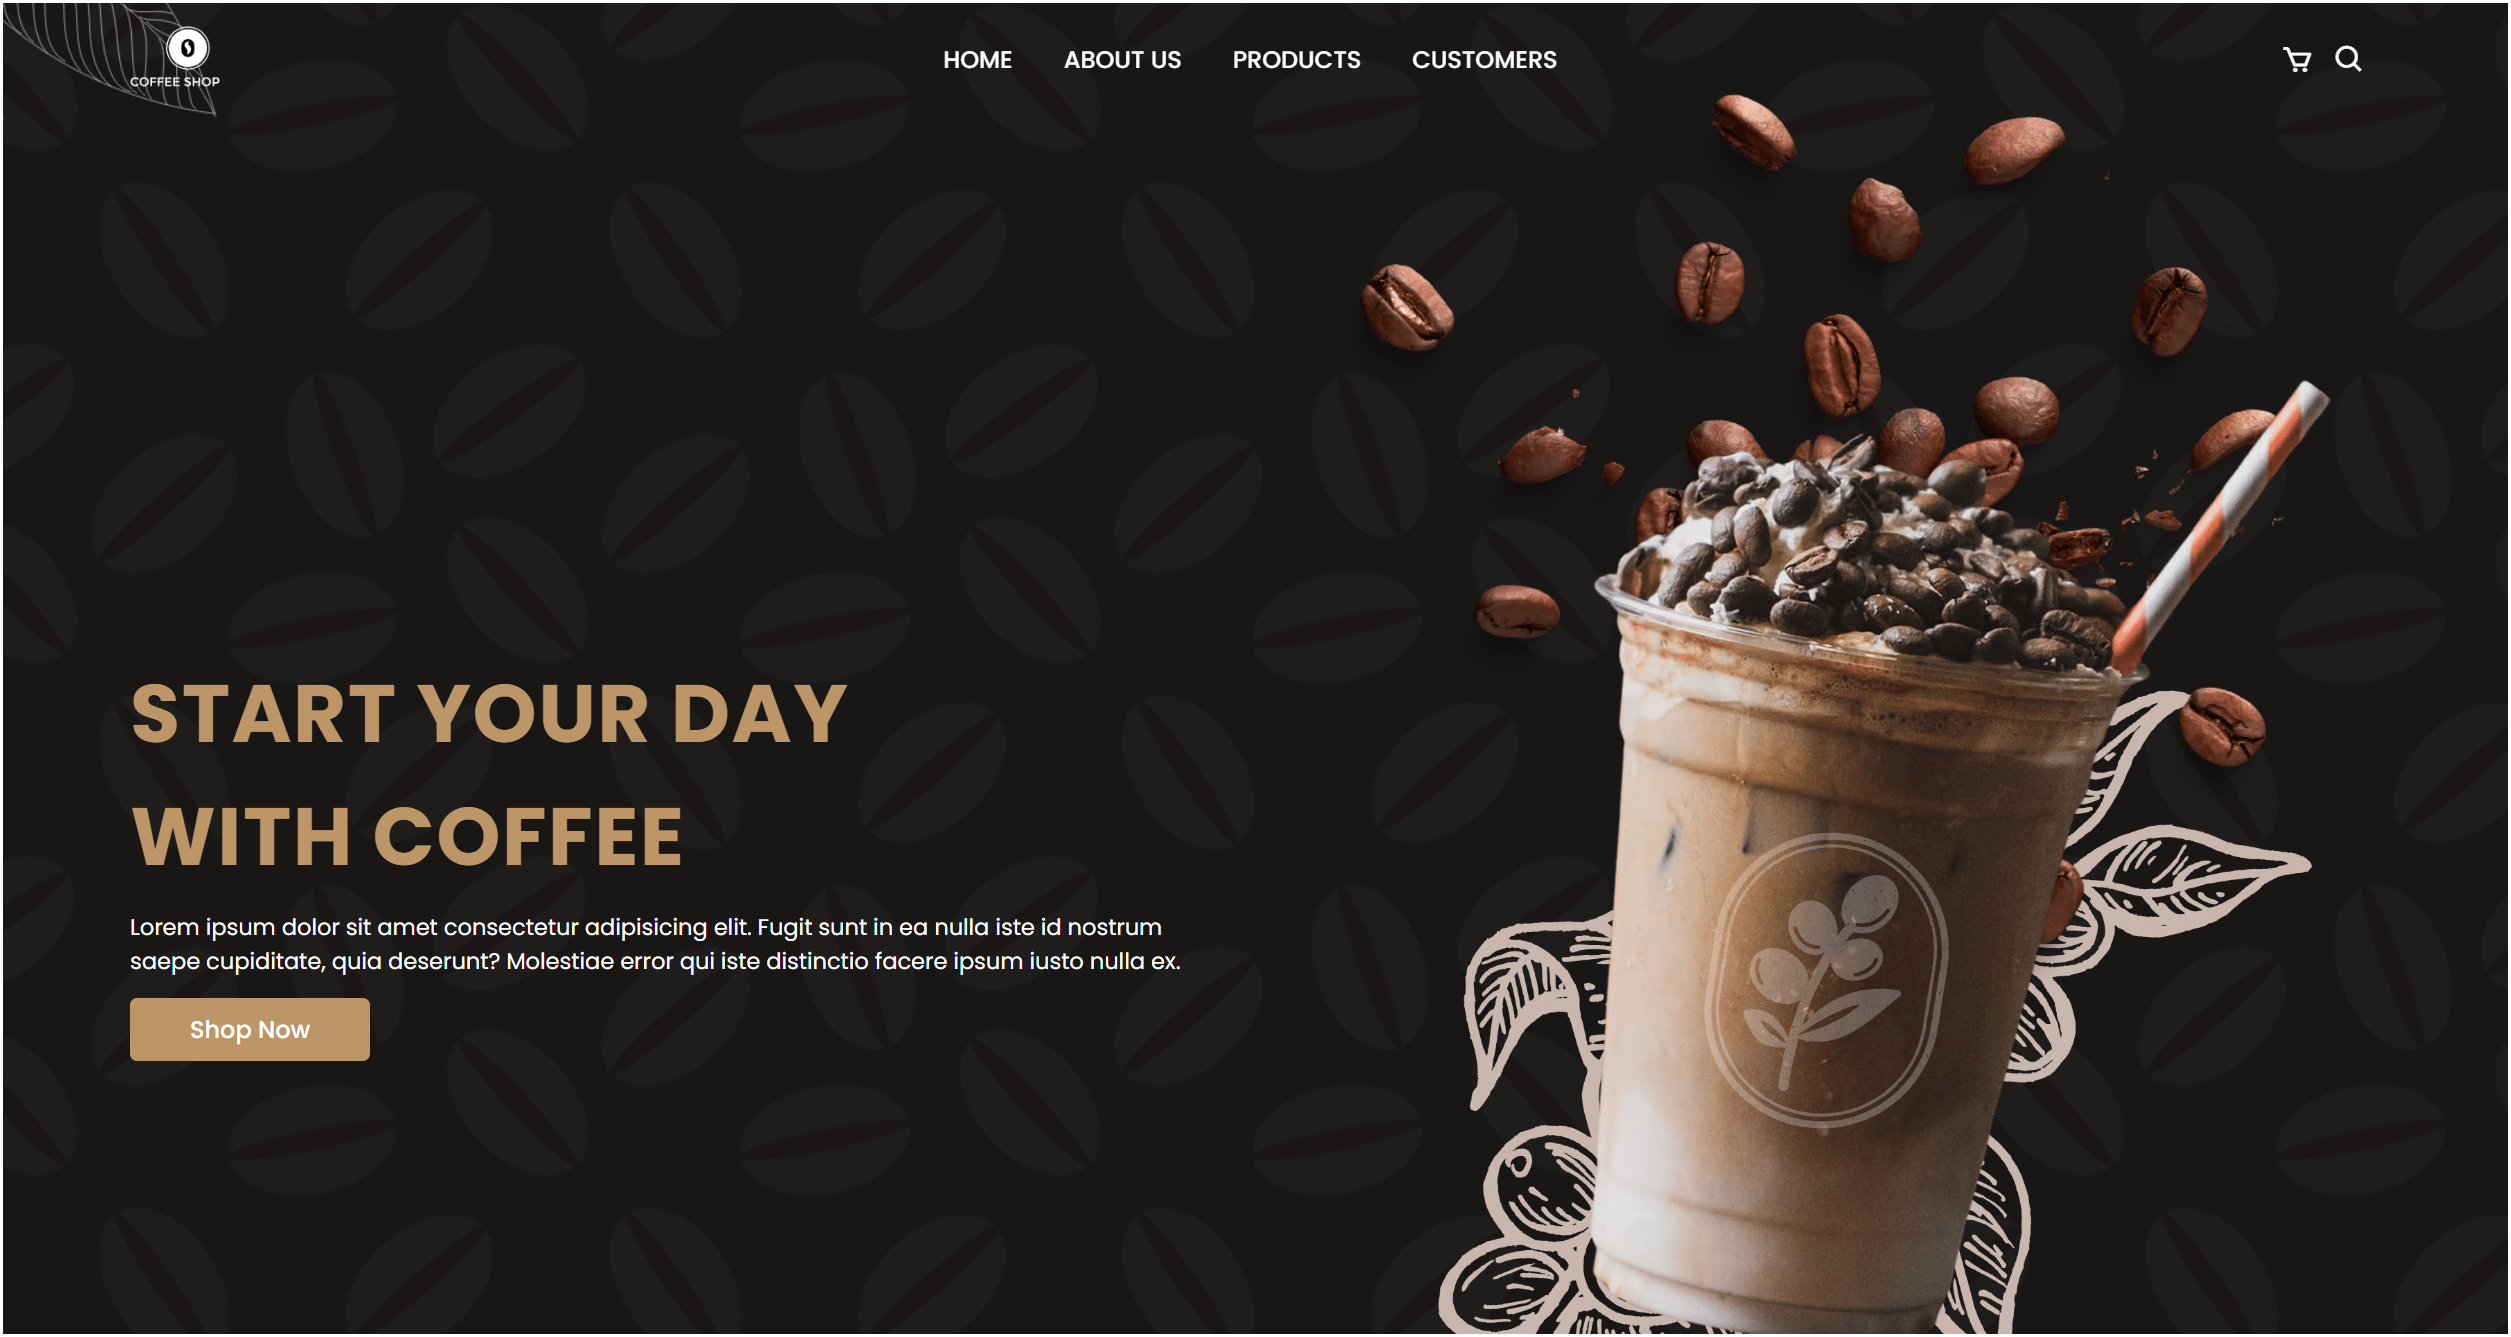 COFFEE SHOP
HOME ABOUT US PRODUCTS CUSTOMERS
START YOUR DAY
WITH COFFEE
Lorem ipsum dolor sit amet consectetur adipisicing elit. Fugit sunt in ea nulla iste id nostrum
saepe cupiditate, quia deserunt? Molestiae error qui iste distinctio facere ipsum iusto nulla ex.
Shop Now